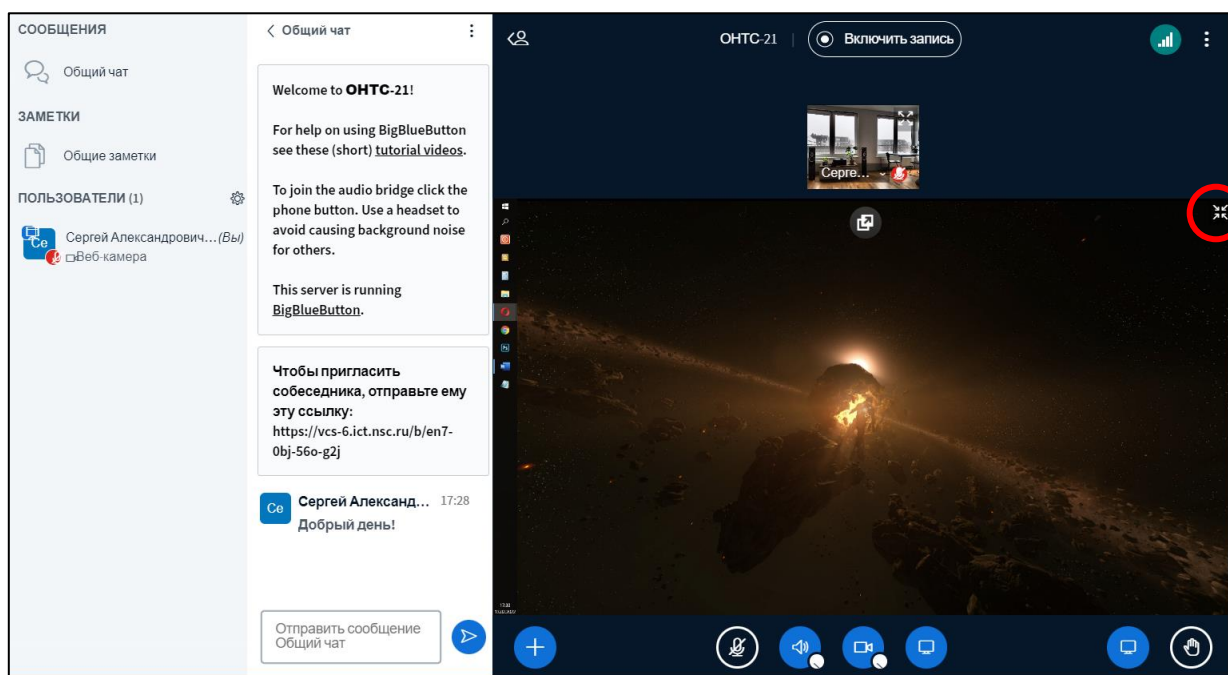 СООБЩЕНИЯ
Общий чат
ЗАМЕТКИ
Общие заметки
ПОЛЬЗОВАТЕЛИ (1)
Се
Сергей Александрович... (Вы)
Веб-камера
Общий чат
Welcome to ОНТС-21!
For help on using BigBlueButton
see these (short) tutorial videos.
To join the audio bridge click the
phone button. Use a headset to
avoid causing background noise
for others.
This server is running
BigBlueButton.
Чтобы пригласить
собеседника, отправьте ему
эту ссылку:
https://vcs-6.ict.nsc.ru/b/en7-
0bj-56o-g2j
Се
Сергей Александ... 17:28
Добрый день!
Отправить сообщение
Общий чат
ОНТС-21 | Включить запись
Серге...